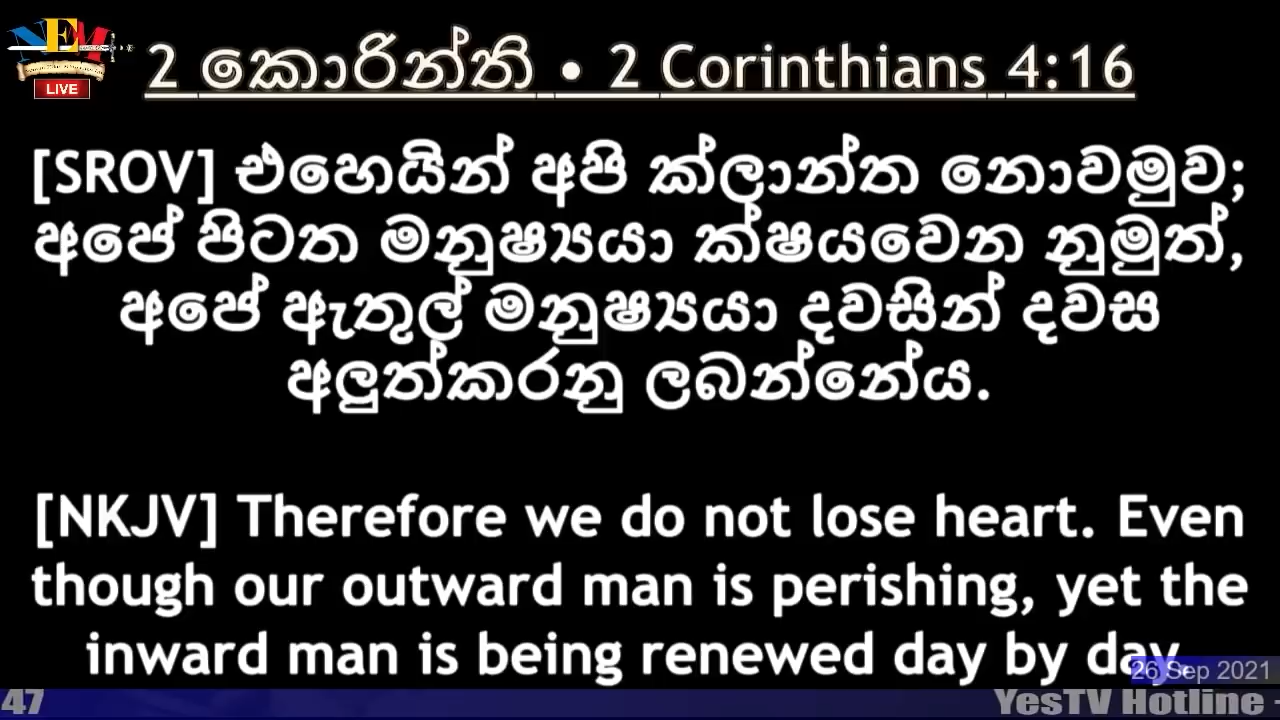 NEM
LIVE
2 කොරින්ති • 2 Corinthians 4:16
[SROV] එහෙයින් අපි ක්ලාන්ත නොවමුව;
අපේ පිටත මනුෂ්‍යයා ක්ෂයවෙන නුමුත්,
අපේ ඇතුල් මනුෂ්‍යයා දවසින් දවස
අලුත්කරනු ලබන්නේය.
[NKJV] Therefore we do not lose heart. Even
though our outward man is perishing, yet the
inward man is being renewed day by day.
26 Sep 2021
47
YesTV Hotline -